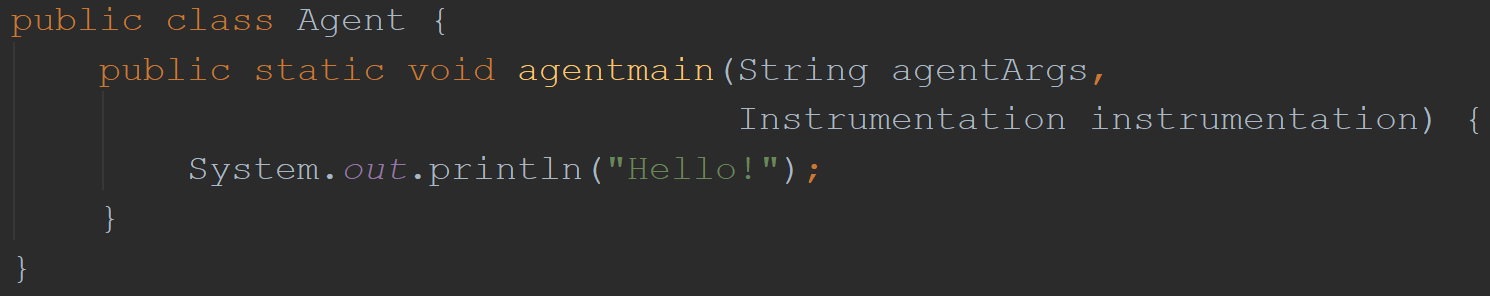 public class Agent {
    public static void agentmain(String agentArgs,
                                 Instrumentation instrumentation) {
        System.out.println("Hello!");
    }
}